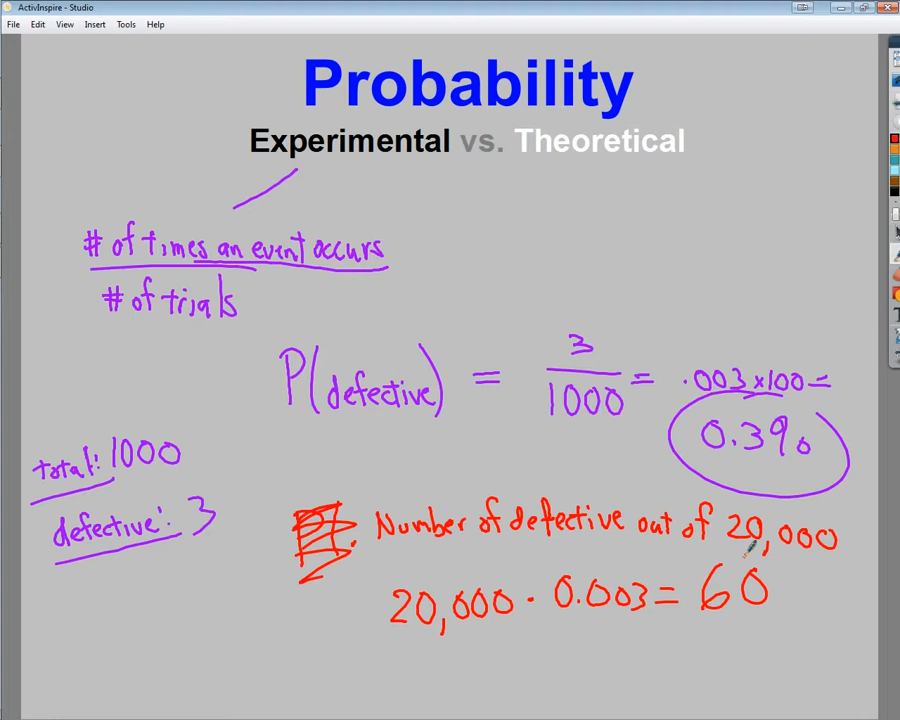 ActivInspire - Studio
File Edit View Insert Tools Help
Probability
Experimental vs. Theoretical
# of times an event occurs
# of trials
P(defective) = 3/1000 = .003x100=
0.3%
total: 1000
defective: 3
Number of defective out of 20,000
20,000 · 0.003 = 60